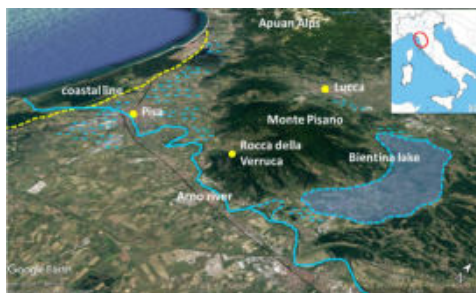 Apuan Alps
coastal line
Lucca
Pisa
Monte Pisano
Rocca della
Verruca
Bientina lake
Arno river
Google Earth